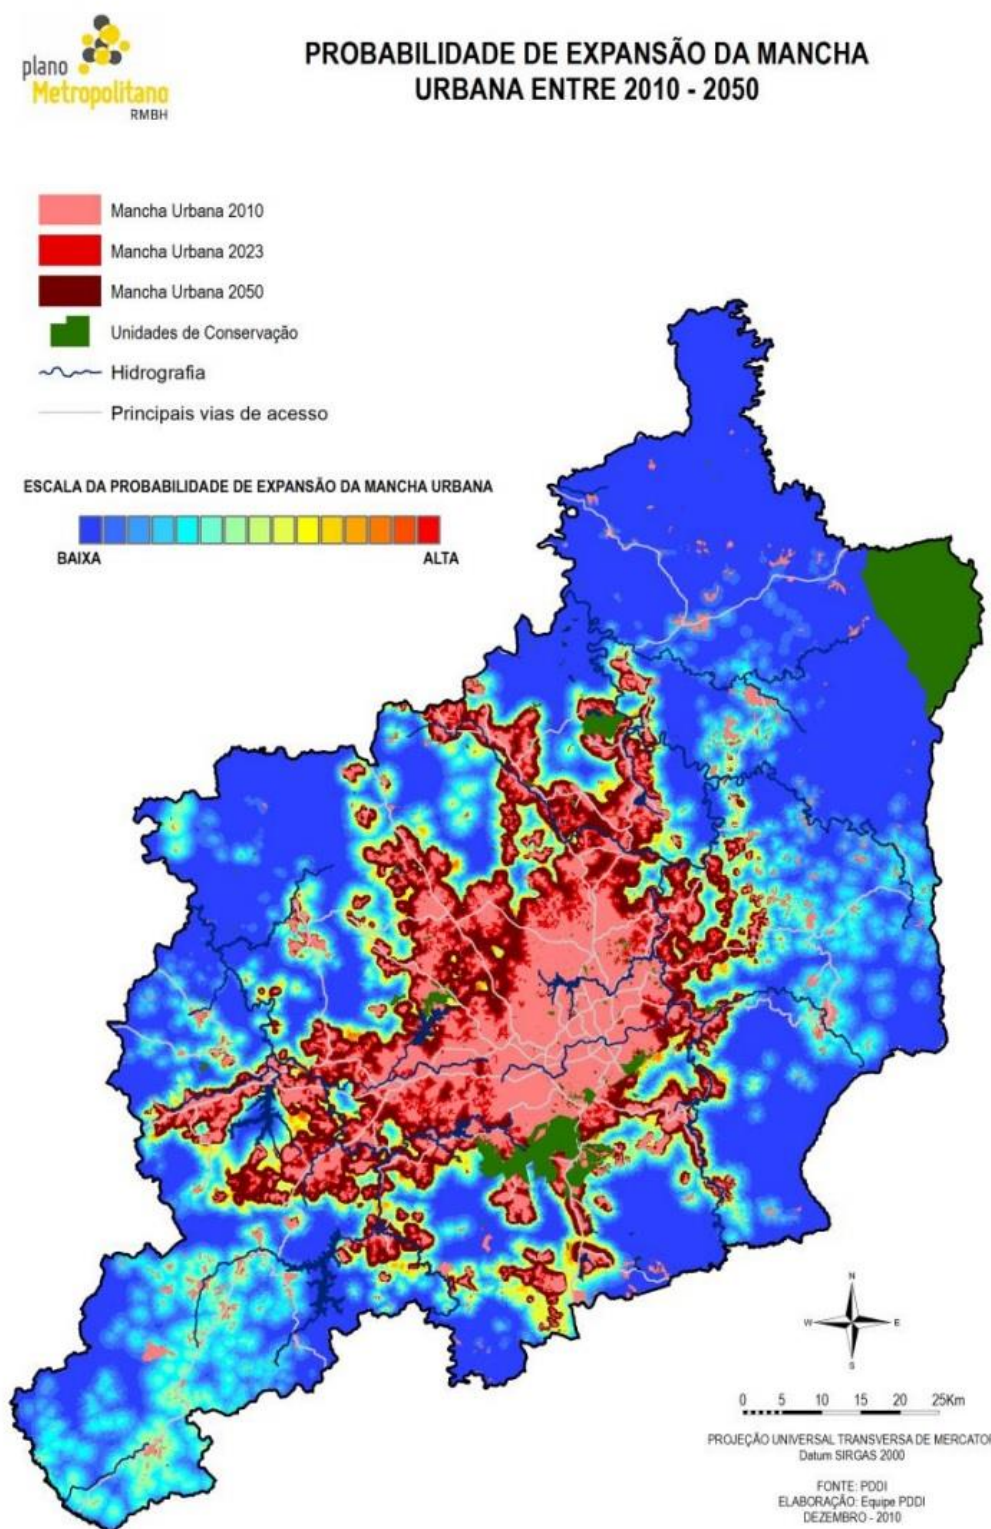 plano
Metropolitano
RMBH
PROBABILIDADE DE EXPANSÃO DA MANCHA
URBANA ENTRE 2010 - 2050
Mancha Urbana 2010
Mancha Urbana 2023
Mancha Urbana 2050
Unidades de Conservação
Hidrografia
Principais vias de acesso
ESCALA DA PROBABILIDADE DE EXPANSÃO DA MANCHA URBANA
BAIXA ALTA
N
W E
S
0 5 10 15 20 25Km
PROJEÇÃO UNIVERSAL TRANSVERSA DE MERCATOR
Datum SIRGAS 2000
FONTE: PDDI
ELABORAÇÃO: Equipe PDDI
DEZEMBRO - 2010